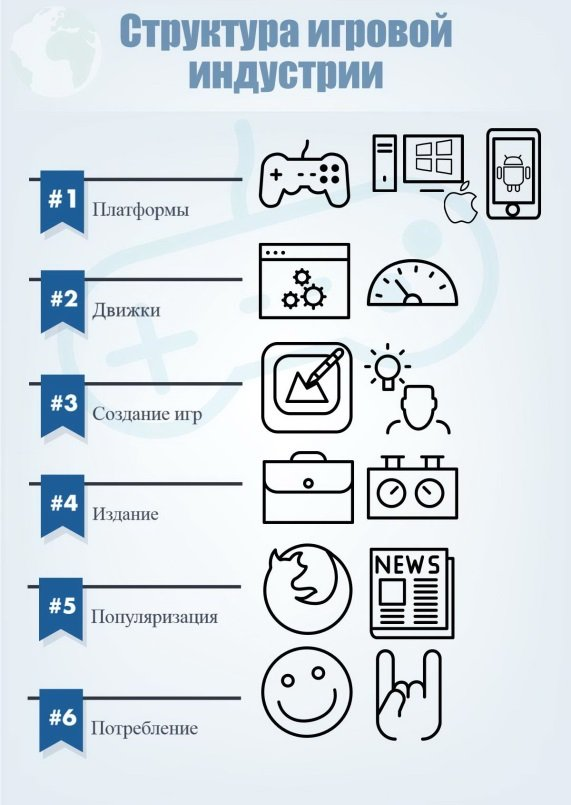 Структура игровой
индустрии
#1
Платформы
#2
Движки
#3
Создание игр
#4
Издание
#5
Популяризация
NEWS
#6
Потребление